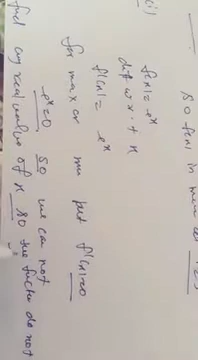 so f(x) in
(ii) f(x) = e^x
diff w.r.t x
f'(x) = e^x
for max or min put f'(x)=0
e^x=0 so we can not
find any real value of x so the function do not